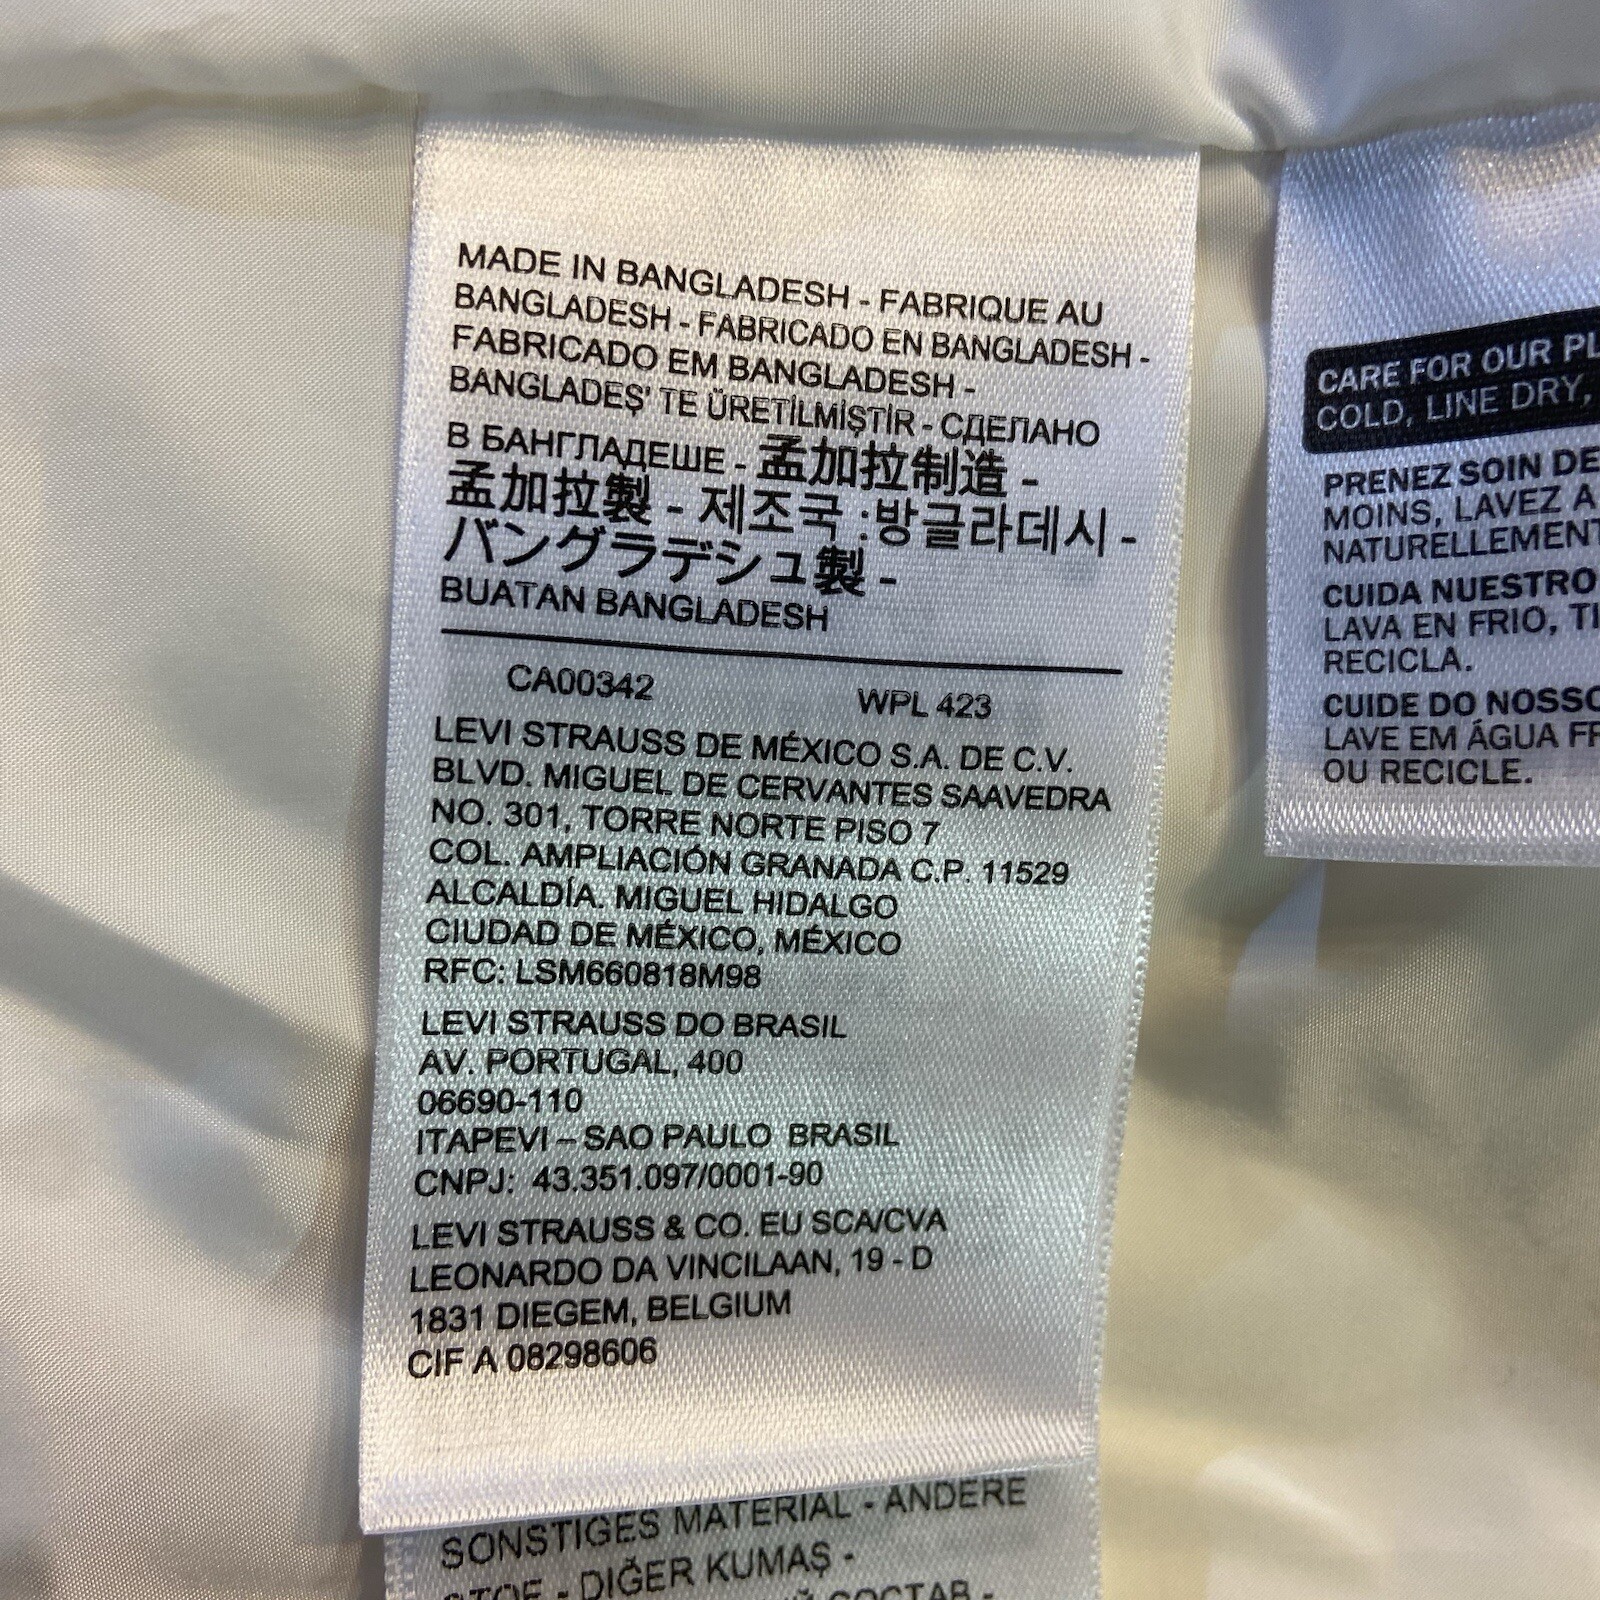 MADE IN BANGLADESH - FABRIQUE AU
BANGLADESH - FABRICADO EN BANGLADESH -
FABRICADO EM BANGLADESH -
BANGLADEŞ' TE ÜRETİLMİŞTİR - СДЕЛАНО
В БАНГЛАДЕШЕ - 孟加拉制造 -
孟加拉製 - 제조국 :방글라데시 -
バングラデシュ製 -
BUATAN BANGLADESH
CA00342 WPL 423
LEVI STRAUSS DE MÉXICO S.A. DE C.V.
BLVD. MIGUEL DE CERVANTES SAAVEDRA
NO. 301, TORRE NORTE PISO 7
COL. AMPLIACIÓN GRANADA C.P. 11529
ALCALDÍA. MIGUEL HIDALGO
CIUDAD DE MÉXICO, MÉXICO
RFC: LSM660818M98
LEVI STRAUSS DO BRASIL
AV. PORTUGAL, 400
06690-110
ITAPEVI – SAO PAULO BRASIL
CNPJ: 43.351.097/0001-90
LEVI STRAUSS & CO. EU SCA/CVA
LEONARDO DA VINCILAAN, 19 - D
1831 DIEGEM, BELGIUM
CIF A 08298606
SONSTIGES MATERIAL - ANDERE
STOF - DIĞER KUMAŞ -
СОСТАВ -
CARE FOR OUR
COLD, LINE DRY,
PRENEZ SOIN DE
MOINS, LAVEZ A
NATURELLEMENT
CUIDA NUESTRO
LAVA EN FRIO,
RECICLA.
CUIDE DO NOSSO
LAVE EM ÁGUA
OU RECICLE.